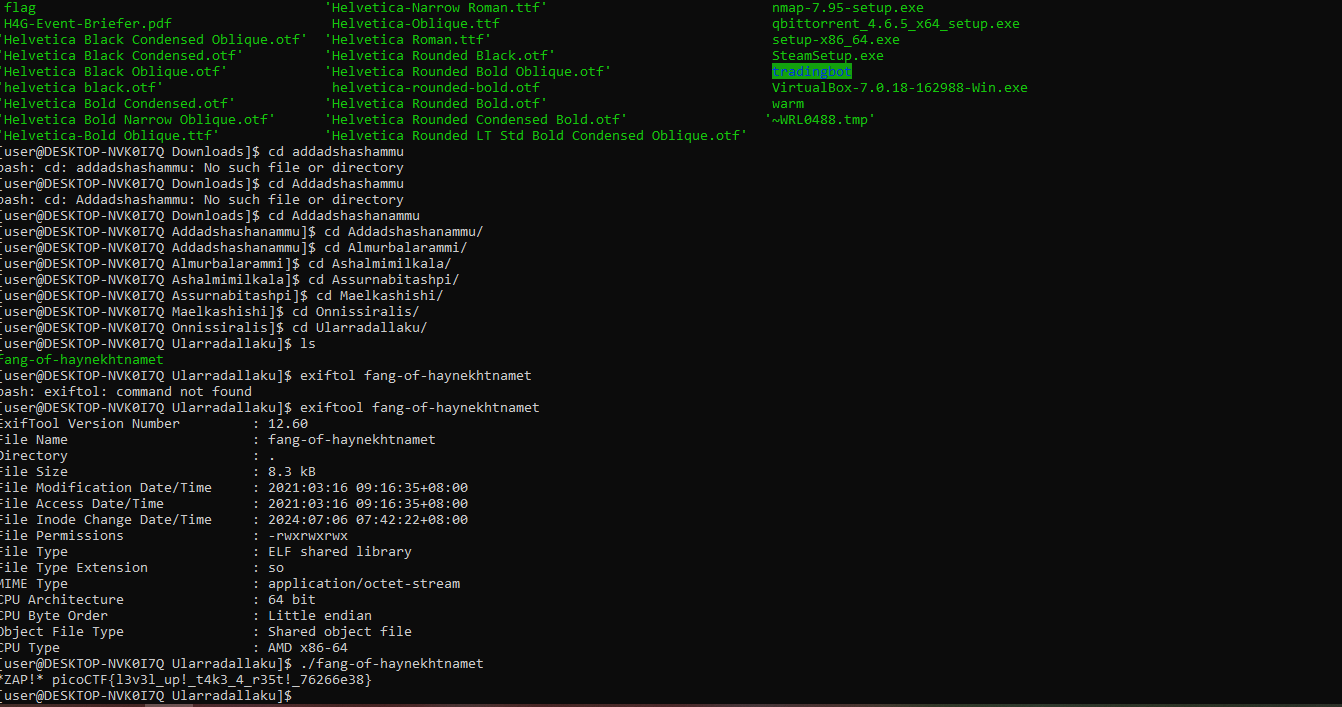 flag 'Helvetica-Narrow Roman.ttf' nmap-7.95-setup.exe
H4G-Event-Briefer.pdf Helvetica-Oblique.ttf qbittorrent_4.6.5_x64_setup.exe
'Helvetica Black Condensed Oblique.otf' 'Helvetica Roman.ttf' setup-x86_64.exe
'Helvetica Black Condensed.otf' 'Helvetica Rounded Black.otf' SteamSetup.exe
'Helvetica Black Oblique.otf' 'Helvetica Rounded Bold Oblique.otf' tradingbot
'helvetica black.otf' helvetica-rounded-bold.otf VirtualBox-7.0.18-162988-Win.exe
'Helvetica Bold Condensed.otf' 'Helvetica Rounded Bold.otf' warm
'Helvetica Bold Narrow Oblique.otf' 'Helvetica Rounded Condensed Bold.otf' '~WRL0488.tmp'
'Helvetica-Bold Oblique.ttf' 'Helvetica Rounded LT Std Bold Condensed Oblique.otf'
[user@DESKTOP-NVK0I7Q Downloads]$ cd addadshashammu
bash: cd: addadshashammu: No such file or directory
[user@DESKTOP-NVK0I7Q Downloads]$ cd Addadshashammu
bash: cd: Addadshashammu: No such file or directory
[user@DESKTOP-NVK0I7Q Downloads]$ cd Addadshashanammu
[user@DESKTOP-NVK0I7Q Addadshashanammu]$ cd Addadshashanammu/
[user@DESKTOP-NVK0I7Q Addadshashanammu]$ cd Almurbalarammi/
[user@DESKTOP-NVK0I7Q Almurbalarammi]$ cd Ashalmimilkala/
[user@DESKTOP-NVK0I7Q Ashalmimilkala]$ cd Assurnabitashpi/
[user@DESKTOP-NVK0I7Q Assurnabitashpi]$ cd Maelkashishi/
[user@DESKTOP-NVK0I7Q Maelkashishi]$ cd Onnissiralis/
[user@DESKTOP-NVK0I7Q Onnissiralis]$ cd Ularradallaku/
[user@DESKTOP-NVK0I7Q Ularradallaku]$ ls
fang-of-haynekhtnamet
[user@DESKTOP-NVK0I7Q Ularradallaku]$ exiftol fang-of-haynekhtnamet
bash: exiftol: command not found
[user@DESKTOP-NVK0I7Q Ularradallaku]$ exiftool fang-of-haynekhtnamet
ExifTool Version Number : 12.60
File Name : fang-of-haynekhtnamet
Directory : .
File Size : 8.3 kB
File Modification Date/Time : 2021:03:16 09:16:35+08:00
File Access Date/Time : 2021:03:16 09:16:35+08:00
File Inode Change Date/Time : 2024:07:06 07:42:22+08:00
File Permissions : -rwxrwxrwx
File Type : ELF shared library
File Type Extension : so
MIME Type : application/octet-stream
CPU Architecture : 64 bit
CPU Byte Order : Little endian
Object File Type : Shared object file
CPU Type : AMD x86-64
[user@DESKTOP-NVK0I7Q Ularradallaku]$ ./fang-of-haynekhtnamet
*ZAP!* picoCTF{l3v3l_up!_t4k3_4_r35t!_76266e38}
[user@DESKTOP-NVK0I7Q Ularradallaku]$